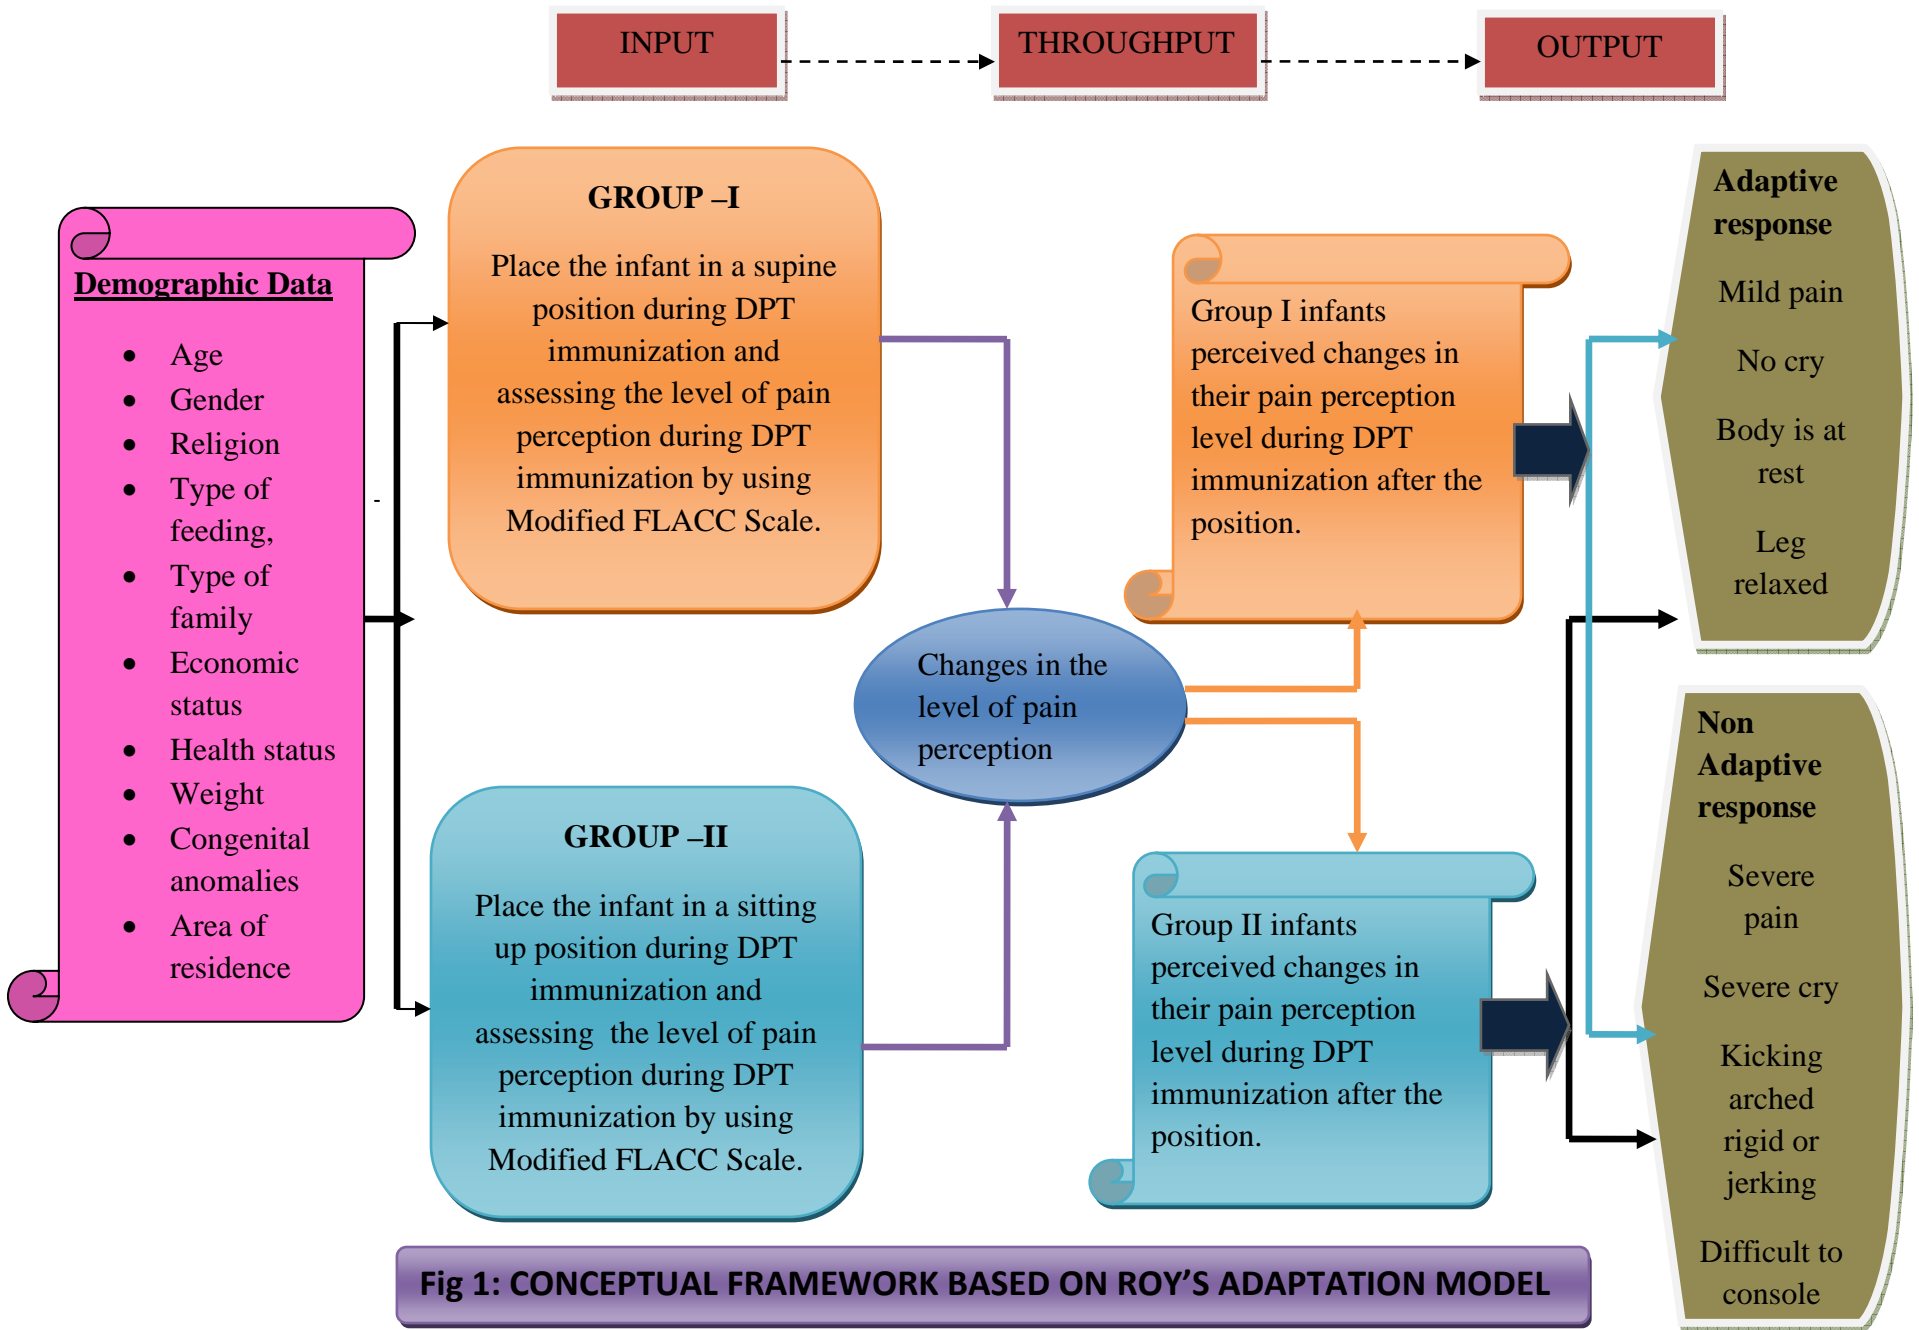 INPUT
THROUGHPUT
OUTPUT
Demographic Data
• Age
• Gender
• Religion
• Type of
feeding,
• Type of
family
• Economic
status
• Health status
• Weight
• Congenital
anomalies
• Area of
residence
-
GROUP –I
Place the infant in a supine
position during DPT
immunization and
assessing the level of pain
perception during DPT
immunization by using
Modified FLACC Scale.
GROUP –II
Place the infant in a sitting
up position during DPT
immunization and
assessing the level of pain
perception during DPT
immunization by using
Modified FLACC Scale.
Changes in the
level of pain
perception
Group I infants
perceived changes in
their pain perception
level during DPT
immunization after the
position.
Group II infants
perceived changes in
their pain perception
level during DPT
immunization after the
position.
Adaptive
response
Mild pain
No cry
Body is at
rest
Leg
relaxed
Non
Adaptive
response
Severe
pain
Severe cry
Kicking
arched
rigid or
jerking
Difficult to
console
Fig 1: CONCEPTUAL FRAMEWORK BASED ON ROY’S ADAPTATION MODEL